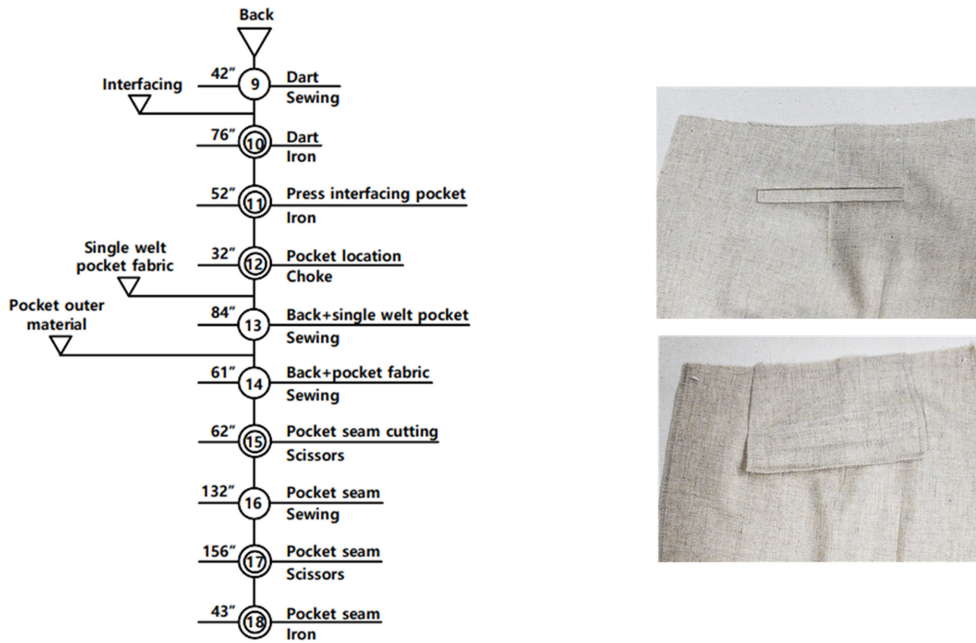 Back
42”
9
Dart
Sewing
Interfacing
76”
10
Dart
Iron
52”
11
Press interfacing pocket
Iron
Single welt
pocket fabric
32”
12
Pocket location
Choke
Pocket outer
material
84”
13
Back+single welt pocket
Sewing
61”
14
Back+pocket fabric
Sewing
62”
15
Pocket seam cutting
Scissors
132”
16
Pocket seam
Sewing
156”
17
Pocket seam
Scissors
43”
18
Pocket seam
Iron